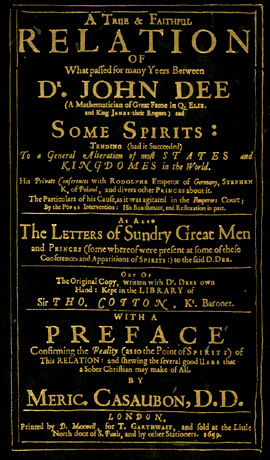 A TRUE & FAITHFUL
RELATION
OF
What passed for many Yeers Between
Dr. JOHN DEE
(A Mathematician of Great Fame in Q. ELIZ.
and King JAMES their Reignes) and
SOME SPIRITS:
TENDING (had it Succeeded)
To a General Alteration of most STATES and
KINGDOMES in the World.
His Private Conferences with RODOLPHE Emperor of Germany, STEPHEN
K. of Poland, and divers other PRINCES about it.
The Particulars of his Cause, as it was agitated in the Emperors Court;
By the POPES Intervention: His Banishment, and Restoration in part.
AS ALSO
The LETTERS of Sundry Great Men
and PRINCES (some whereof were present at some of these
Conferences and Apparitions of SPIRITS:) to the said D. DEE.
OUT OF
The Original Copy, written with Dr. DEES own
Hand: Kept in the LIBRARY of
Sir THO. COTTON, Kt. Baronet.
WITH A
PREFACE
Confirming the Reality (as to the Point of SPIRITS) of
This RELATION: and shewing the several good USES that
a Sober Christian may make of All.
BY
MERIC. CASAUBON, D.D.
LONDON,
Printed by D. Maxwell, for T. GARTHWAIT, and sold at the Little
North door of S. Pauls, and by other Stationers. 1659.